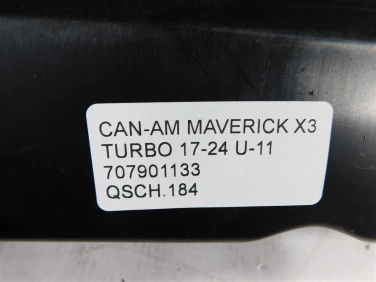 CAN-AM MAVERICK X3
TURBO 17-24 U-11
707901133
QSCH.184